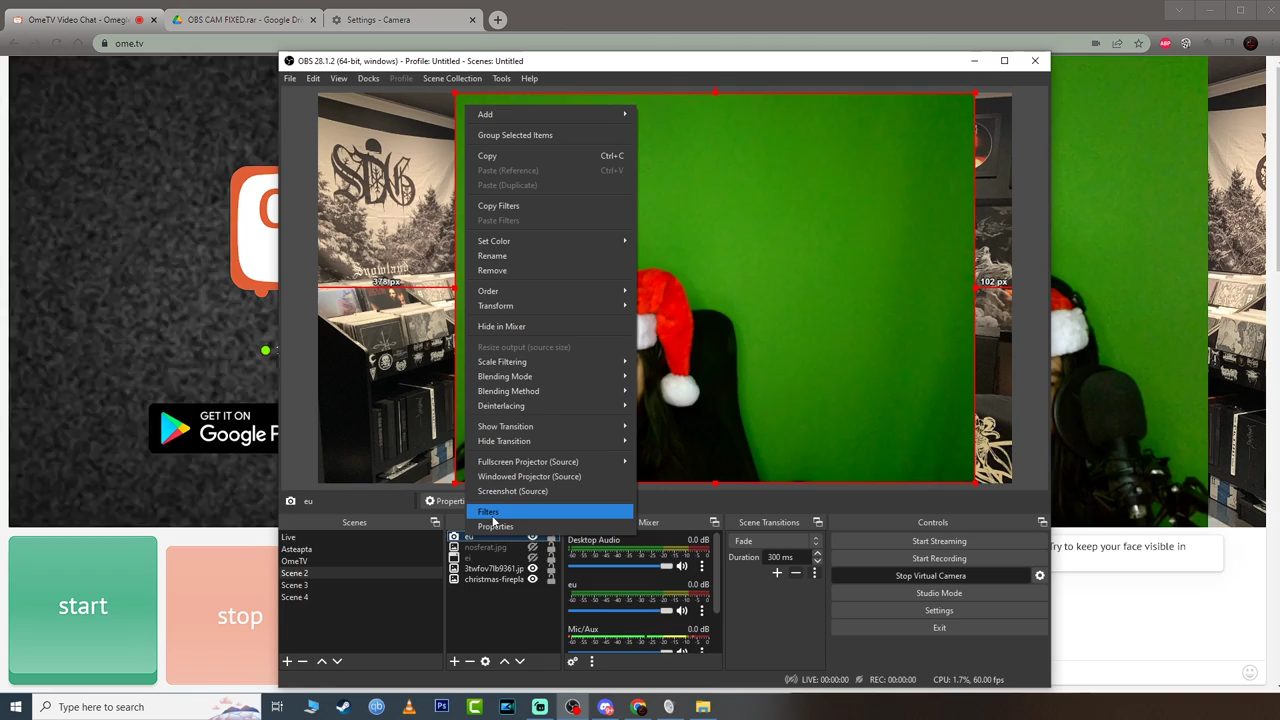 OmeTV Video Chat - Omegle
OBS CAM FIXED.rar - Google Driv
Settings - Camera
ome.tv
ABP
OBS 28.1.2 (64-bit, windows) - Profile: Untitled - Scenes: Untitled
File Edit View Docks Profile Scene Collection Tools Help
Add
Group Selected Items
Copy Ctrl+C
Paste (Reference) Ctrl+V
Paste (Duplicate)
Copy Filters
Paste Filters
Set Color
Rename
Remove
Order
Transform
Hide in Mixer
Resize output (source size)
Scale Filtering
Blending Mode
Blending Method
Deinterlacing
Show Transition
Hide Transition
Fullscreen Projector (Source)
Windowed Projector (Source)
Screenshot (Source)
Filters
Properties
378 px
102 px
GET IT ON
Google P
eu
Properti
Scenes
Live
Asteapta
OmeTV
Scene 2
Scene 3
Scene 4
eu
nosferat.jpg
ei
3twfov7lb9361.jp
christmas-firepla
Mixer
Desktop Audio 0.0 dB
eu 0.0 dB
Mic/Aux 0.0 dB
Scene Transitions
Fade
Duration 300 ms
Controls
Start Streaming
Start Recording
Stop Virtual Camera
Studio Mode
Settings
Exit
LIVE: 00:00:00 REC: 00:00:00 CPU: 1.7%, 60.00 fps
Try to keep your face visible in
start
stop
Type here to search